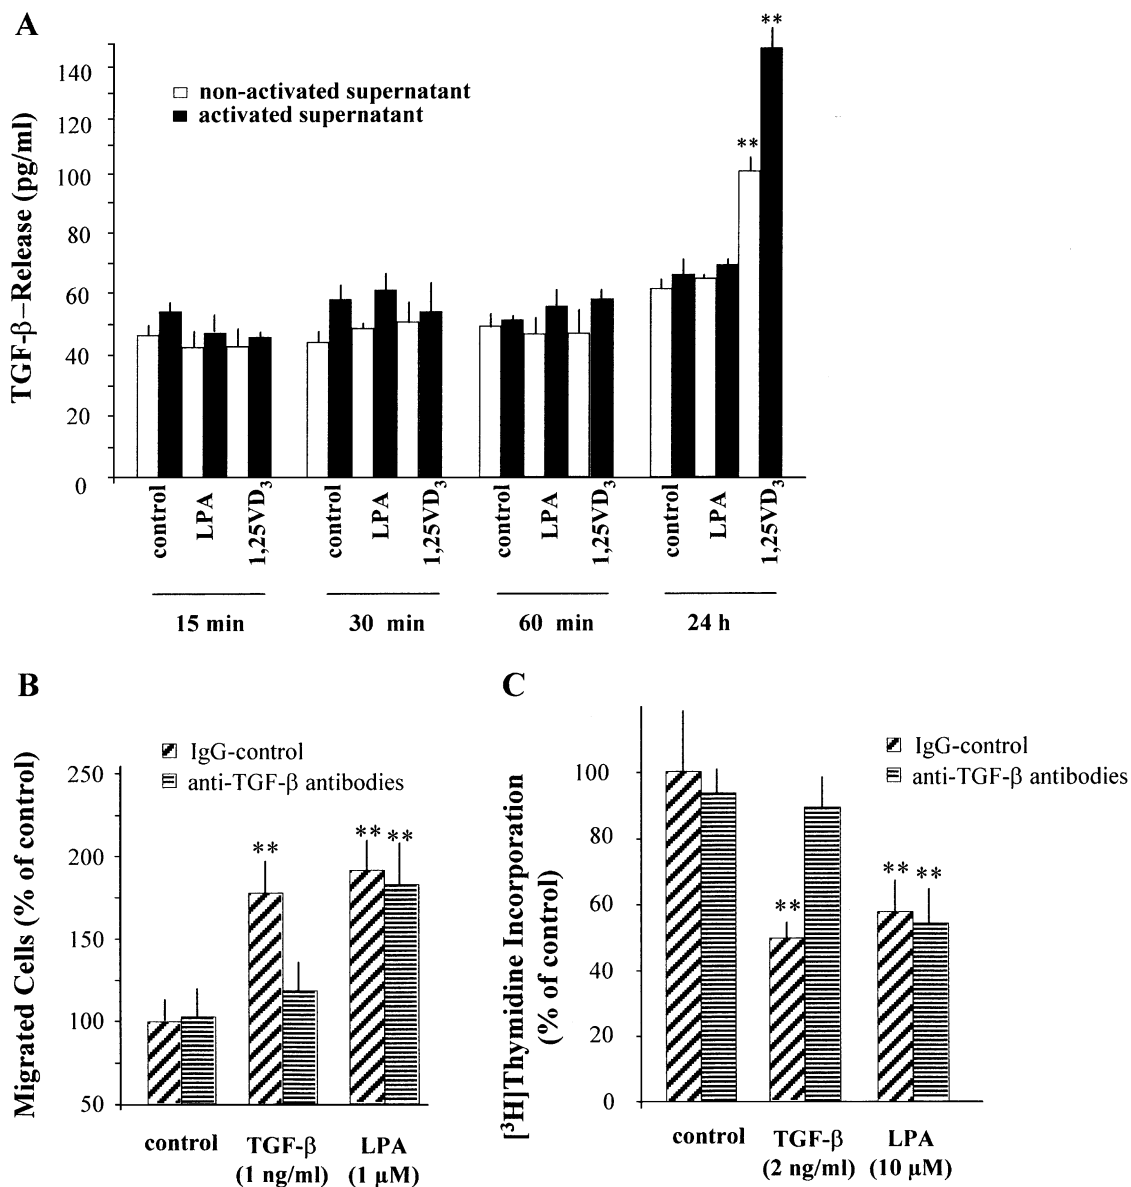 A
TGF-β–Release (pg/ml)
140
120
100
80
60
40
20
0
non-activated supernatant
activated supernatant
**
**
control
LPA
1,25VD3
control
LPA
1,25VD3
control
LPA
1,25VD3
control
LPA
1,25VD3
15 min
30 min
60 min
24 h
B
Migrated Cells (% of control)
250
200
150
100
50
IgG-control
anti-TGF-β antibodies
**
**
**
control
TGF-β
(1 ng/ml)
LPA
(1 μM)
C
[3H]Thymidine Incorporation
(% of control)
100
80
60
40
20
0
IgG-control
anti-TGF-β antibodies
**
**
**
control
TGF-β
(2 ng/ml)
LPA
(10 μM)